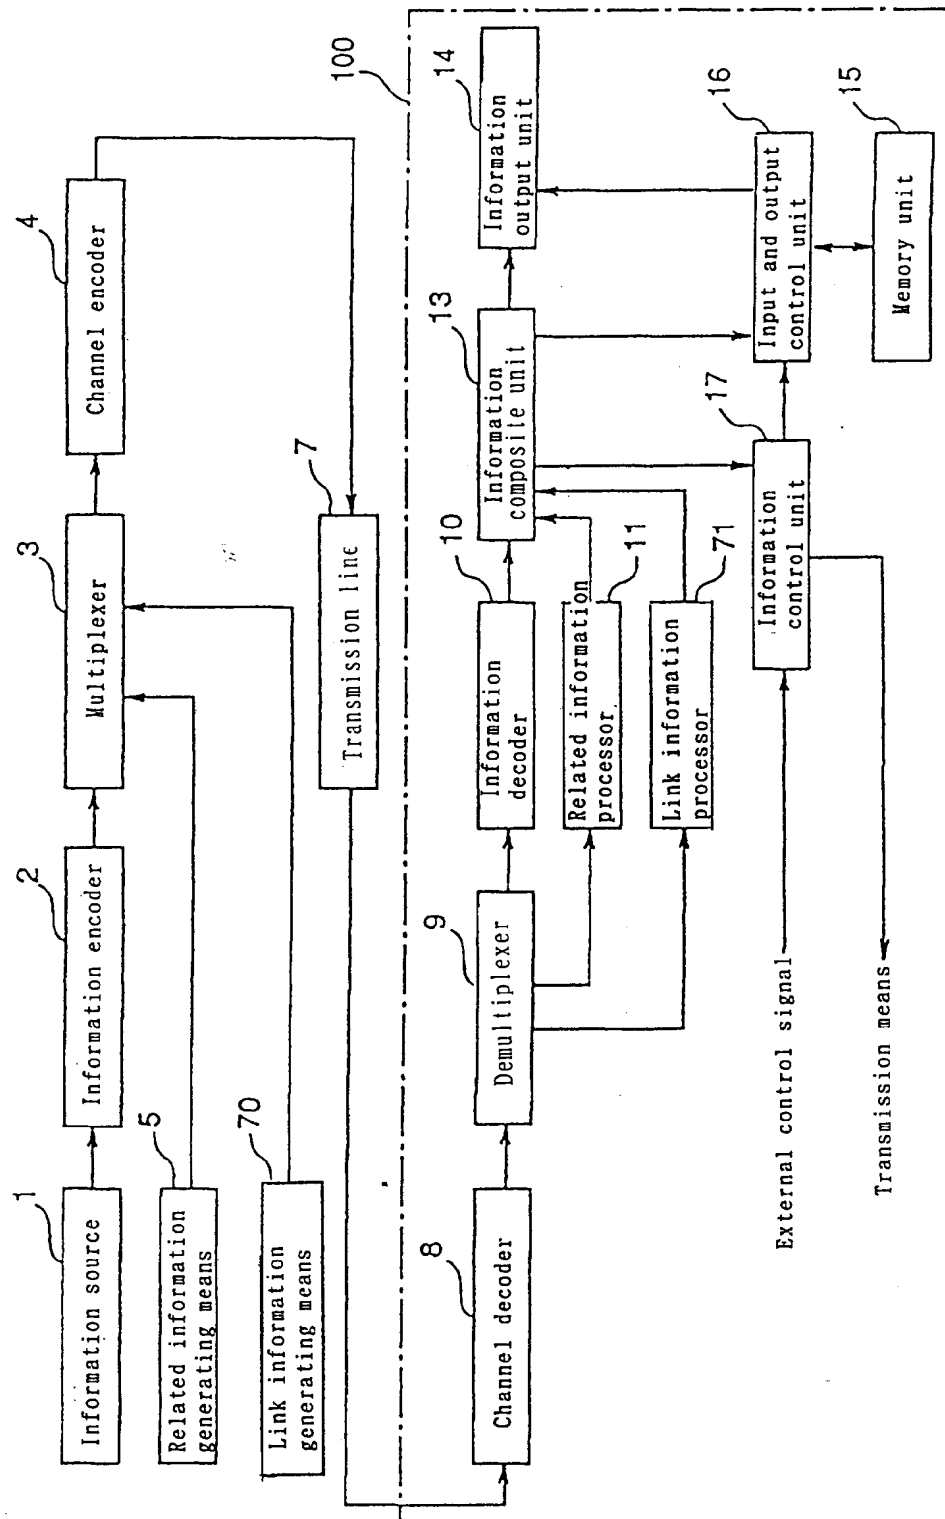 1
Information source
2
Information encoder
3
Multiplexer
4
Channel encoder
5
Related information
generating means
70
Link information
generating means
7
Transmission line
100
8
Channel decoder
9
Demultiplexer
10
Information
decoder
13
Information
composite unit
14
Information
output unit
11
Related information
processor
71
Link information
processor
17
Information
control unit
16
Input and output
control unit
15
Memory unit
External control signal
Transmission means